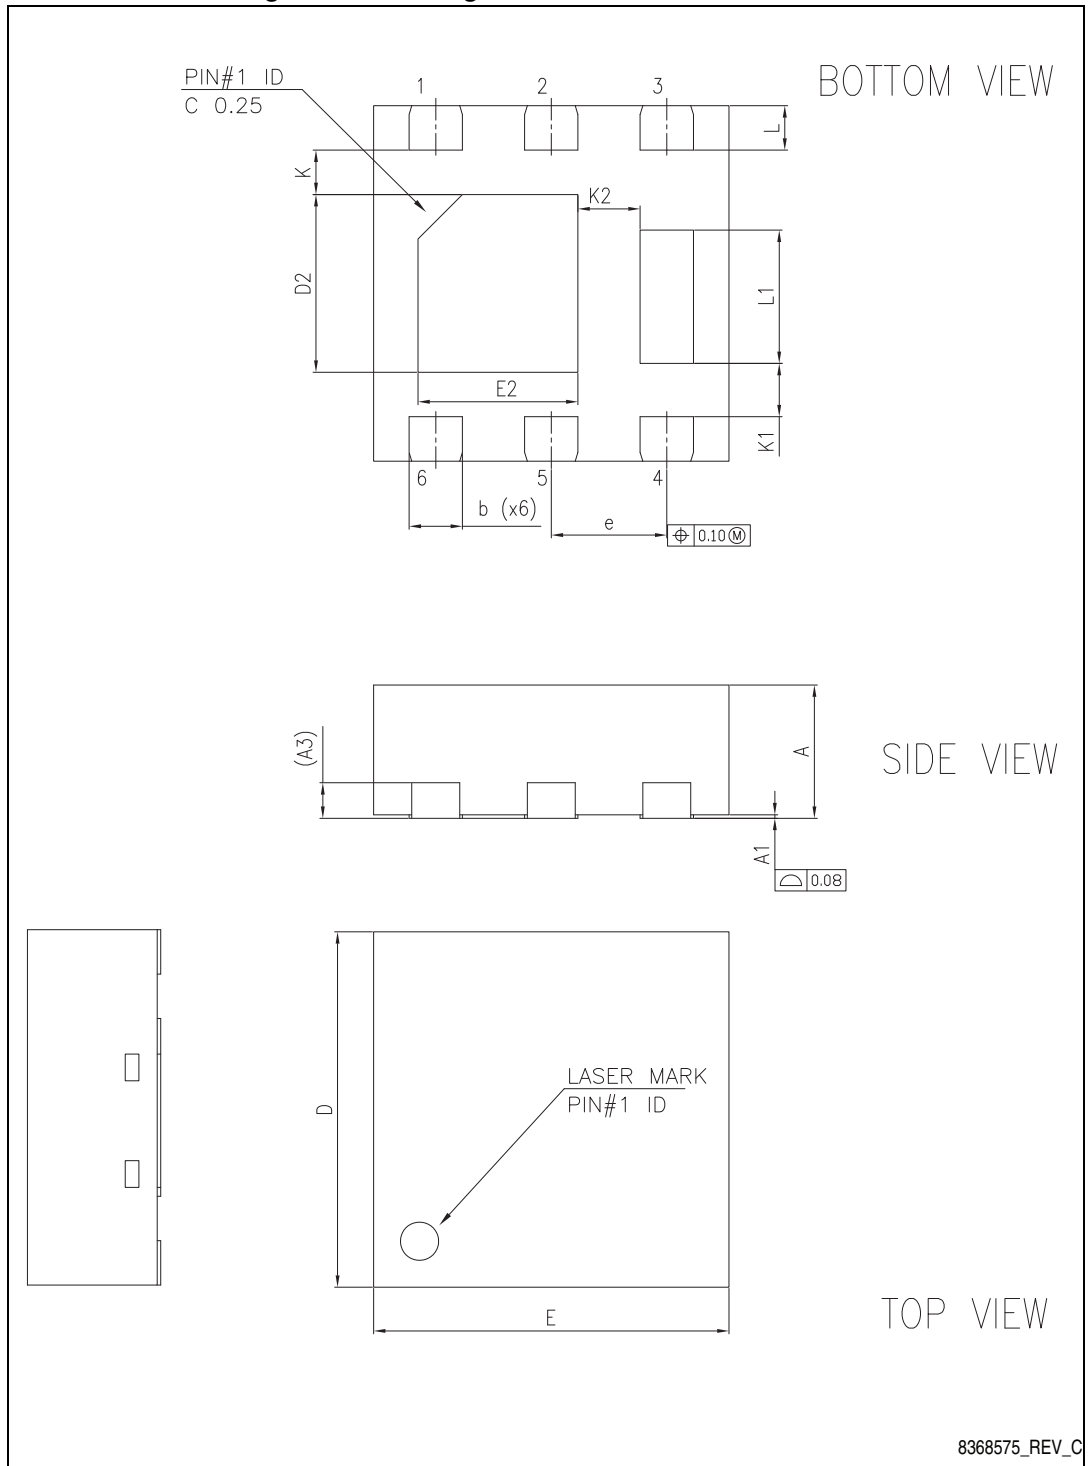 BOTTOM VIEW
PIN#1 ID
C 0.25
1 2 3
L
K
K2
D2
L1
E2
K1
6 5 4
b (x6)
e
0.10 Ⓜ
(A3)
A
SIDE VIEW
A1
0.08
D
LASER MARK
PIN#1 ID
E
TOP VIEW
8368575_REV_C